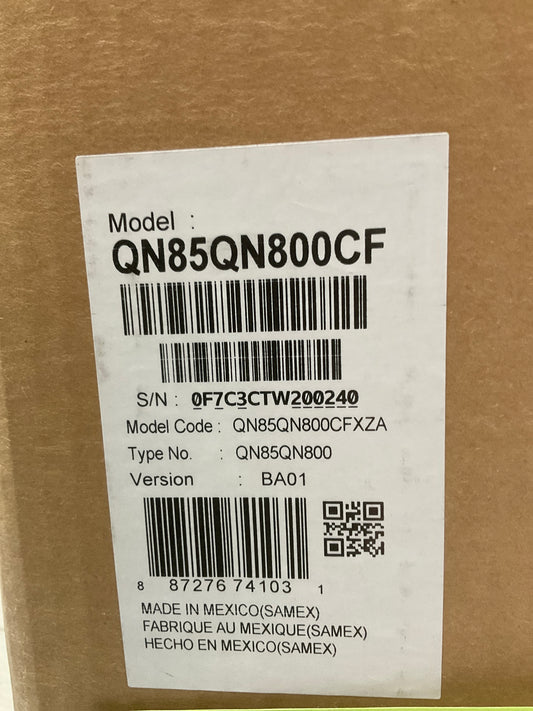 Model :
QN85QN800CF
S/N : 0F7C3CTW200240
Model Code : QN85QN800CFXZA
Type No. : QN85QN800
Version : BA01
8 87276 74103 1
MADE IN MEXICO(SAMEX)
FABRIQUE AU MEXIQUE(SAMEX)
HECHO EN MEXICO(SAMEX)